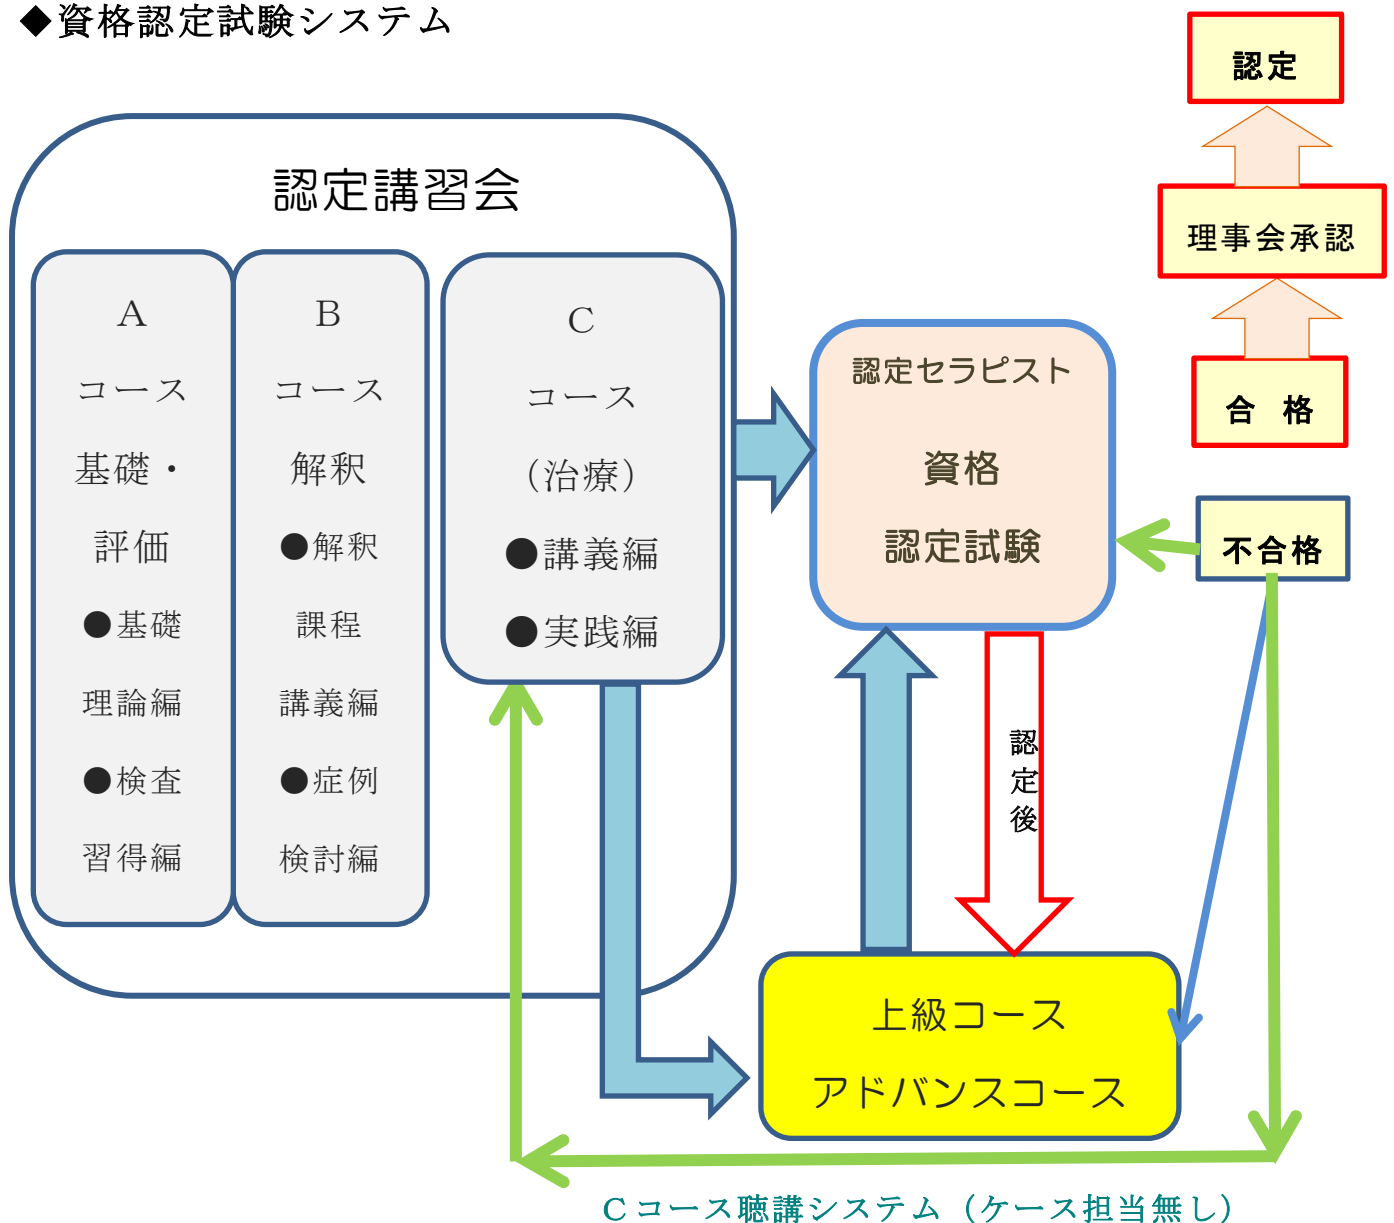 ◆資格認定試験システム
認定講習会
A
コース
基礎・
評価
●基礎
理論編
●検査
習得編
B
コース
解釈
●解釈
課程
講義編
●症例
検討編
C
コース
（治療）
●講義編
●実践編
認定セラピスト
資格
認定試験
認定
理事会承認
合 格
不合格
認
定
後
上級コース
アドバンスコース
Cコース聴講システム（ケース担当無し）